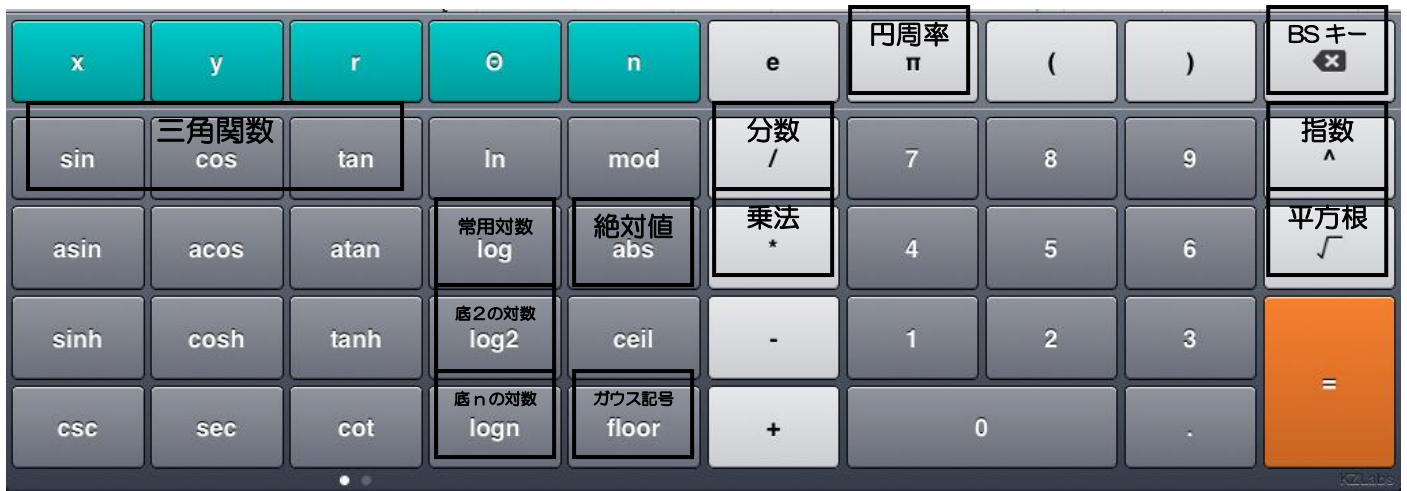 円周率 BSキー
x y r Θ n e π ( )
三角関数 分数 指数
sin cos tan ln mod / 7 8 9 ^
常用対数 絶対値 乗法 平方根
asin acos atan log abs * 4 5 6 √
底2の対数
sinh cosh tanh log2 ceil - 1 2 3
=
底nの対数 ガウス記号
csc sec cot logn floor + 0 .
KZLabs